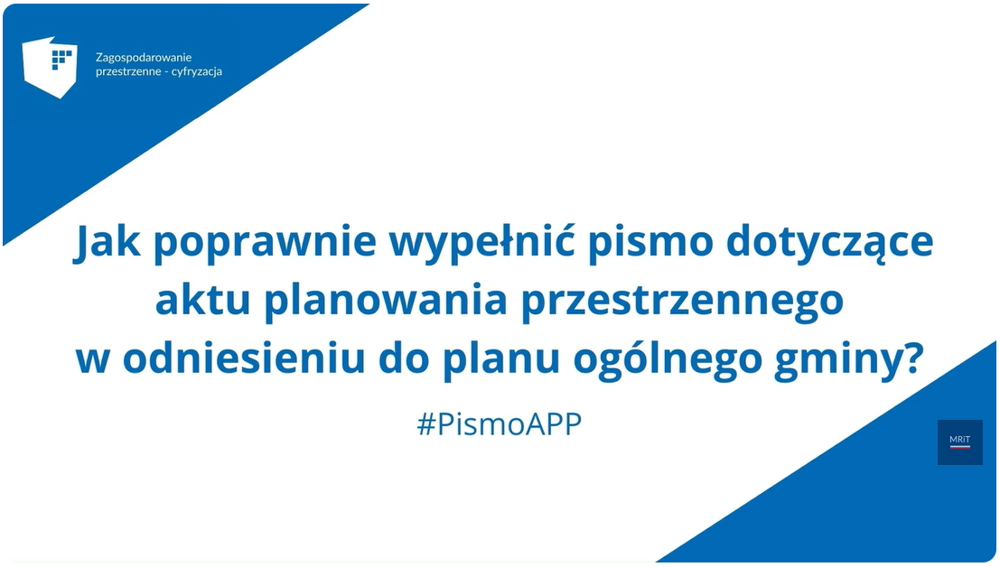 Zagospodarowanie
przestrzenne - cyfryzacja
Jak poprawnie wypełnić pismo dotyczące
aktu planowania przestrzennego
w odniesieniu do planu ogólnego gminy?
#PismoAPP
MRiT